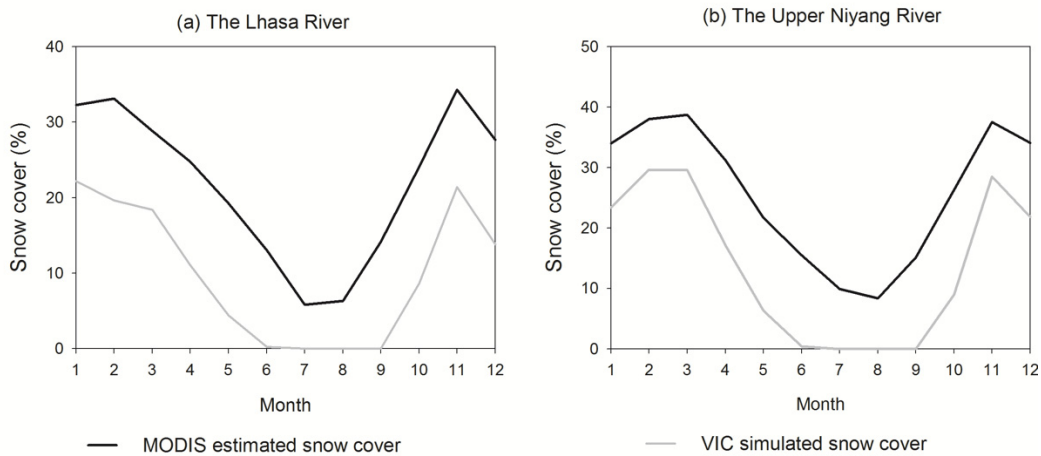 (a) The Lhasa River
Snow cover (%)
40
30
20
10
0
1 2 3 4 5 6 7 8 9 10 11 12
Month
(b) The Upper Niyang River
Snow cover (%)
50
40
30
20
10
0
1 2 3 4 5 6 7 8 9 10 11 12
Month
MODIS estimated snow cover
VIC simulated snow cover